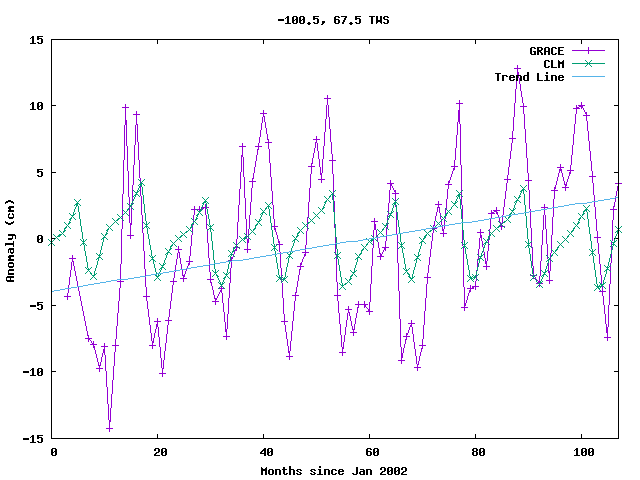 -100.5, 67.5 TWS
GRACE
CLM
Trend Line
15
10
5
0
-5
-10
-15
Anomaly (cm)
0 20 40 60 80 100
Months since Jan 2002